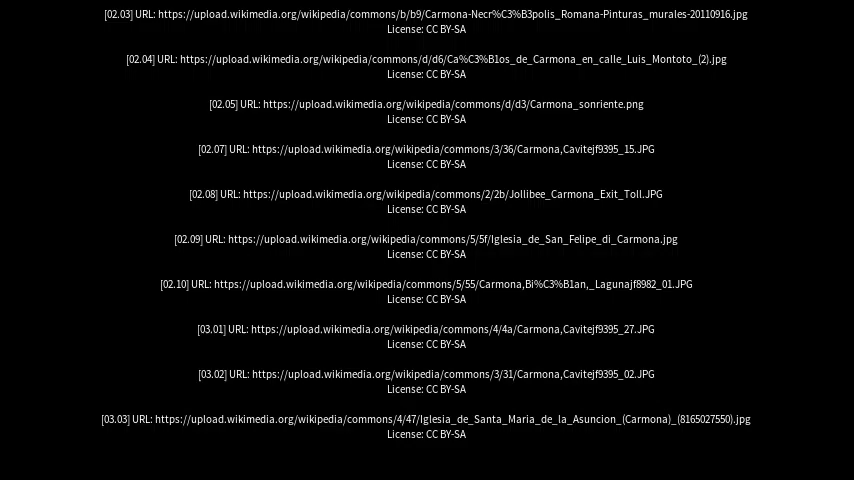 [02.03] URL: https://upload.wikimedia.org/wikipedia/commons/b/b9/Carmona-Necr%C3%B3polis_Romana-Pinturas_murales-20110916.jpg
License: CC BY-SA
[02.04] URL: https://upload.wikimedia.org/wikipedia/commons/d/d6/Ca%C3%B1os_de_Carmona_en_calle_Luis_Montoto_(2).jpg
License: CC BY-SA
[02.05] URL: https://upload.wikimedia.org/wikipedia/commons/d/d3/Carmona_sonriente.png
License: CC BY-SA
[02.07] URL: https://upload.wikimedia.org/wikipedia/commons/3/36/Carmona,Cavitejf9395_15.JPG
License: CC BY-SA
[02.08] URL: https://upload.wikimedia.org/wikipedia/commons/2/2b/Jollibee_Carmona_Exit_Toll.JPG
License: CC BY-SA
[02.09] URL: https://upload.wikimedia.org/wikipedia/commons/5/5f/Iglesia_de_San_Felipe_di_Carmona.jpg
License: CC BY-SA
[02.10] URL: https://upload.wikimedia.org/wikipedia/commons/5/55/Carmona,Bi%C3%B1an,_Lagunajf8982_01.JPG
License: CC BY-SA
[03.01] URL: https://upload.wikimedia.org/wikipedia/commons/4/4a/Carmona,Cavitejf9395_27.JPG
License: CC BY-SA
[03.02] URL: https://upload.wikimedia.org/wikipedia/commons/3/31/Carmona,Cavitejf9395_02.JPG
License: CC BY-SA
[03.03] URL: https://upload.wikimedia.org/wikipedia/commons/4/47/Iglesia_de_Santa_Maria_de_la_Asuncion_(Carmona)_(8165027550).jpg
License: CC BY-SA